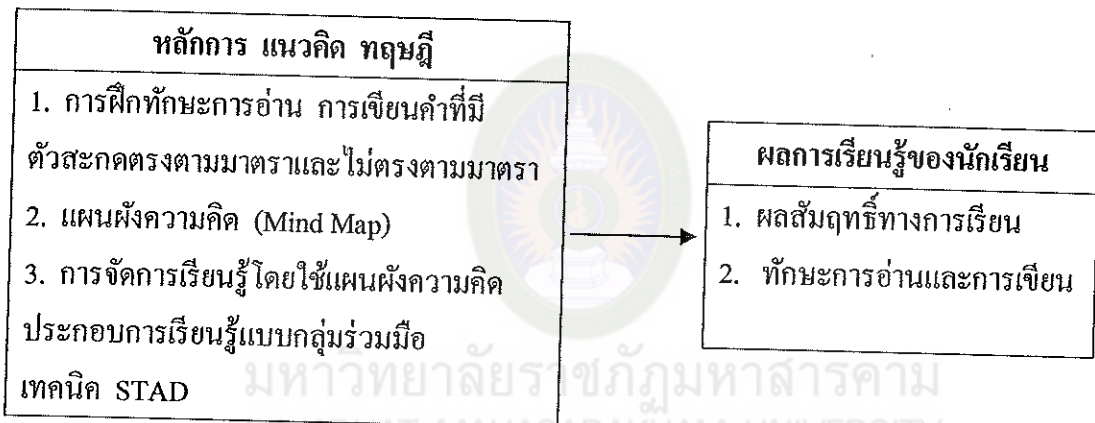 หลักการ แนวคิด ทฤษฎี
1. การฝึกทักษะการอ่าน การเขียนคำที่มี
ตัวสะกดตรงตามมาตราและไม่ตรงตามมาตรา
2. แผนผังความคิด (Mind Map)
3. การจัดการเรียนรู้โดยใช้แผนผังความคิด
ประกอบการเรียนรู้แบบกลุ่มร่วมมือ
เทคนิค STAD
ผลการเรียนรู้ของนักเรียน
1. ผลสัมฤทธิ์ทางการเรียน
2. ทักษะการอ่านและการเขียน
มหาวิทยาลัยราชภัฏมหาสารคาม